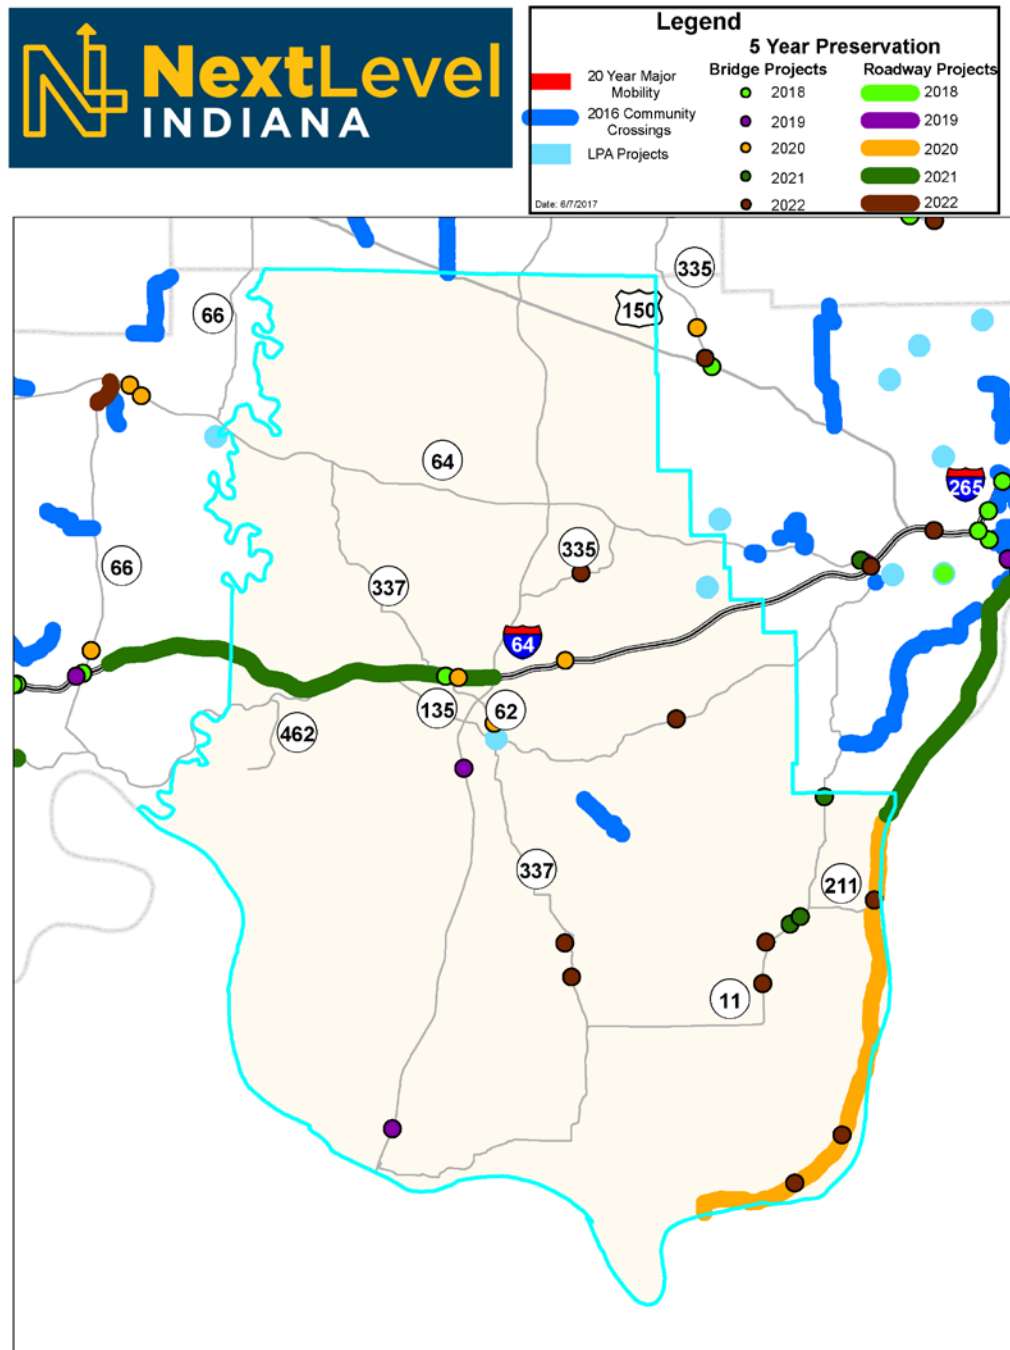 NextLevel
INDIANA
Legend
5 Year Preservation
20 Year Major
Mobility
2016 Community
Crossings
LPA Projects
Bridge Projects
2018
2019
2020
2021
2022
Roadway Projects
2018
2019
2020
2021
2022
Date: 6/7/2017
335
150
66
64
265
335
66
337
64
135
62
462
337
211
11